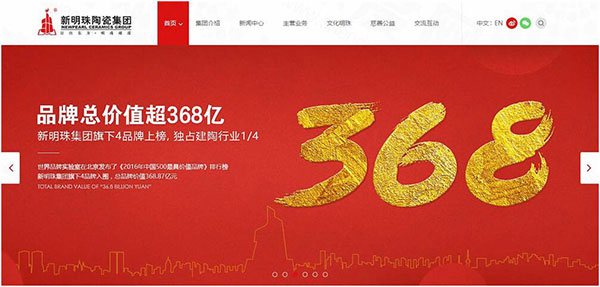 新明珠陶瓷集团
NEWPEARL CERAMICS GROUP
首页 集团介绍 新闻中心 主营业务 文化明珠 慈善公益 交流互动 中文 | EN
品牌总价值超368亿
新明珠集团旗下4品牌上榜, 独占建陶行业1/4
世界品牌实验室在北京发布了《2016年中国500最具价值品牌》排行榜
新明珠集团旗下4品牌入围，总品牌价值368.87亿元
TOTAL BRAND VALUE OF "36.8 BILLION YUAN"
368